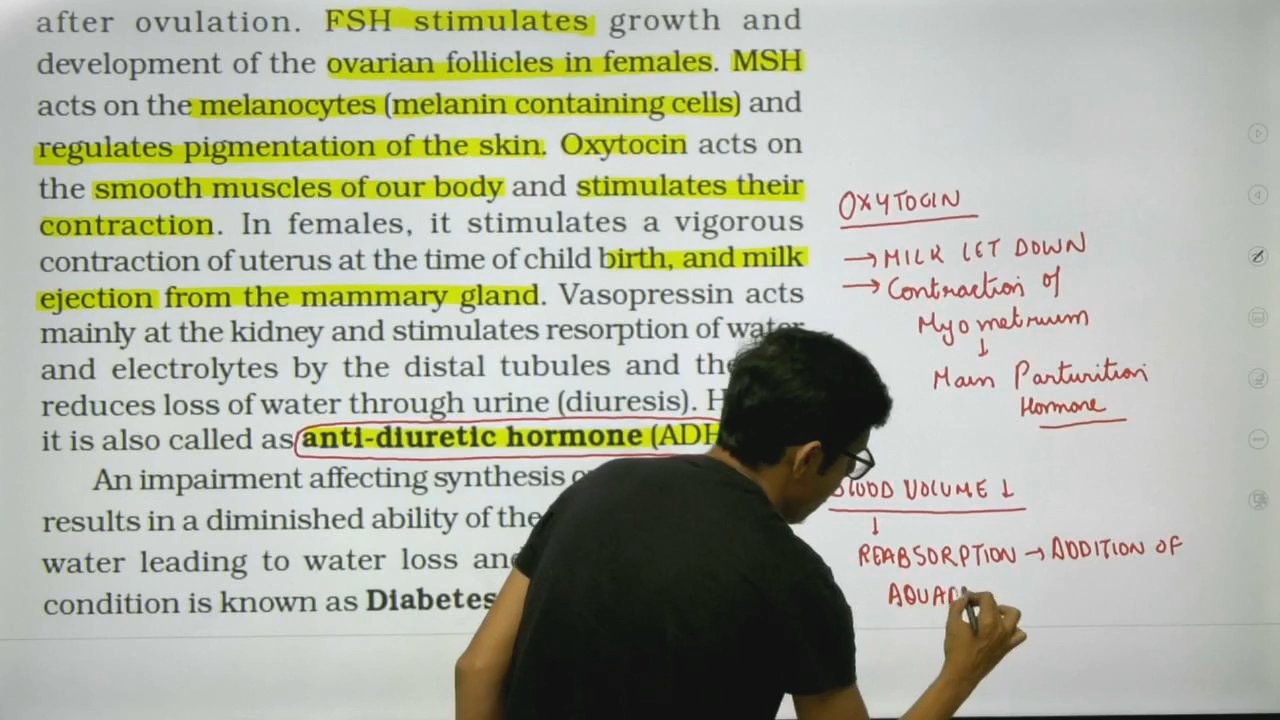 after ovulation. FSH stimulates growth and
development of the ovarian follicles in females. MSH
acts on the melanocytes (melanin containing cells) and
regulates pigmentation of the skin. Oxytocin acts on
the smooth muscles of our body and stimulates their
contraction. In females, it stimulates a vigorous
contraction of uterus at the time of child birth, and milk
ejection from the mammary gland. Vasopressin acts
mainly at the kidney and stimulates resorption of water
and electrolytes by the distal tubules and
reduces loss of water through urine (diuresis).
it is also called as anti-diuretic hormone (ADH
An impairment affecting synthesis
results in a diminished ability of the
water leading to water loss
condition is known as Diabetes
OXYTOCIN
→ MILK LET DOWN
→ Contraction of
Myometrium
↓
Main Parturition
Hormone
BLOOD VOLUME ↓
↓
REABSORPTION → ADDITION OF
AQUAP